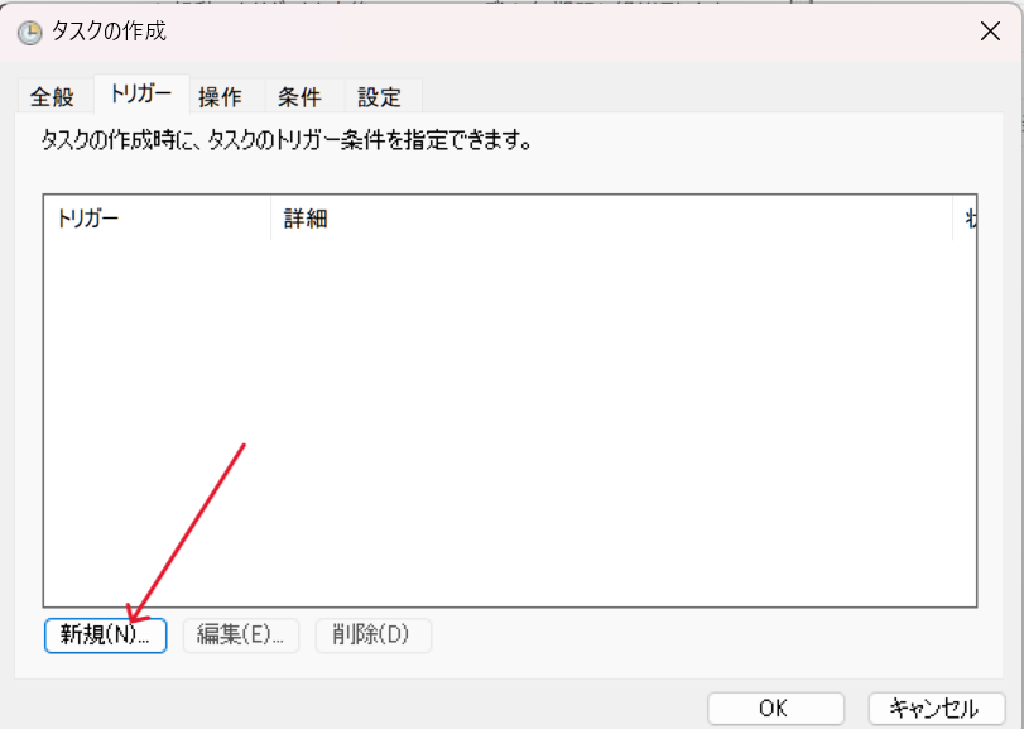 タスクの作成
全般 トリガー 操作 条件 設定
タスクの作成時に、タスクのトリガー条件を指定できます。
トリガー 詳細
新規(N)... 編集(E)... 削除(D)
OK キャンセル